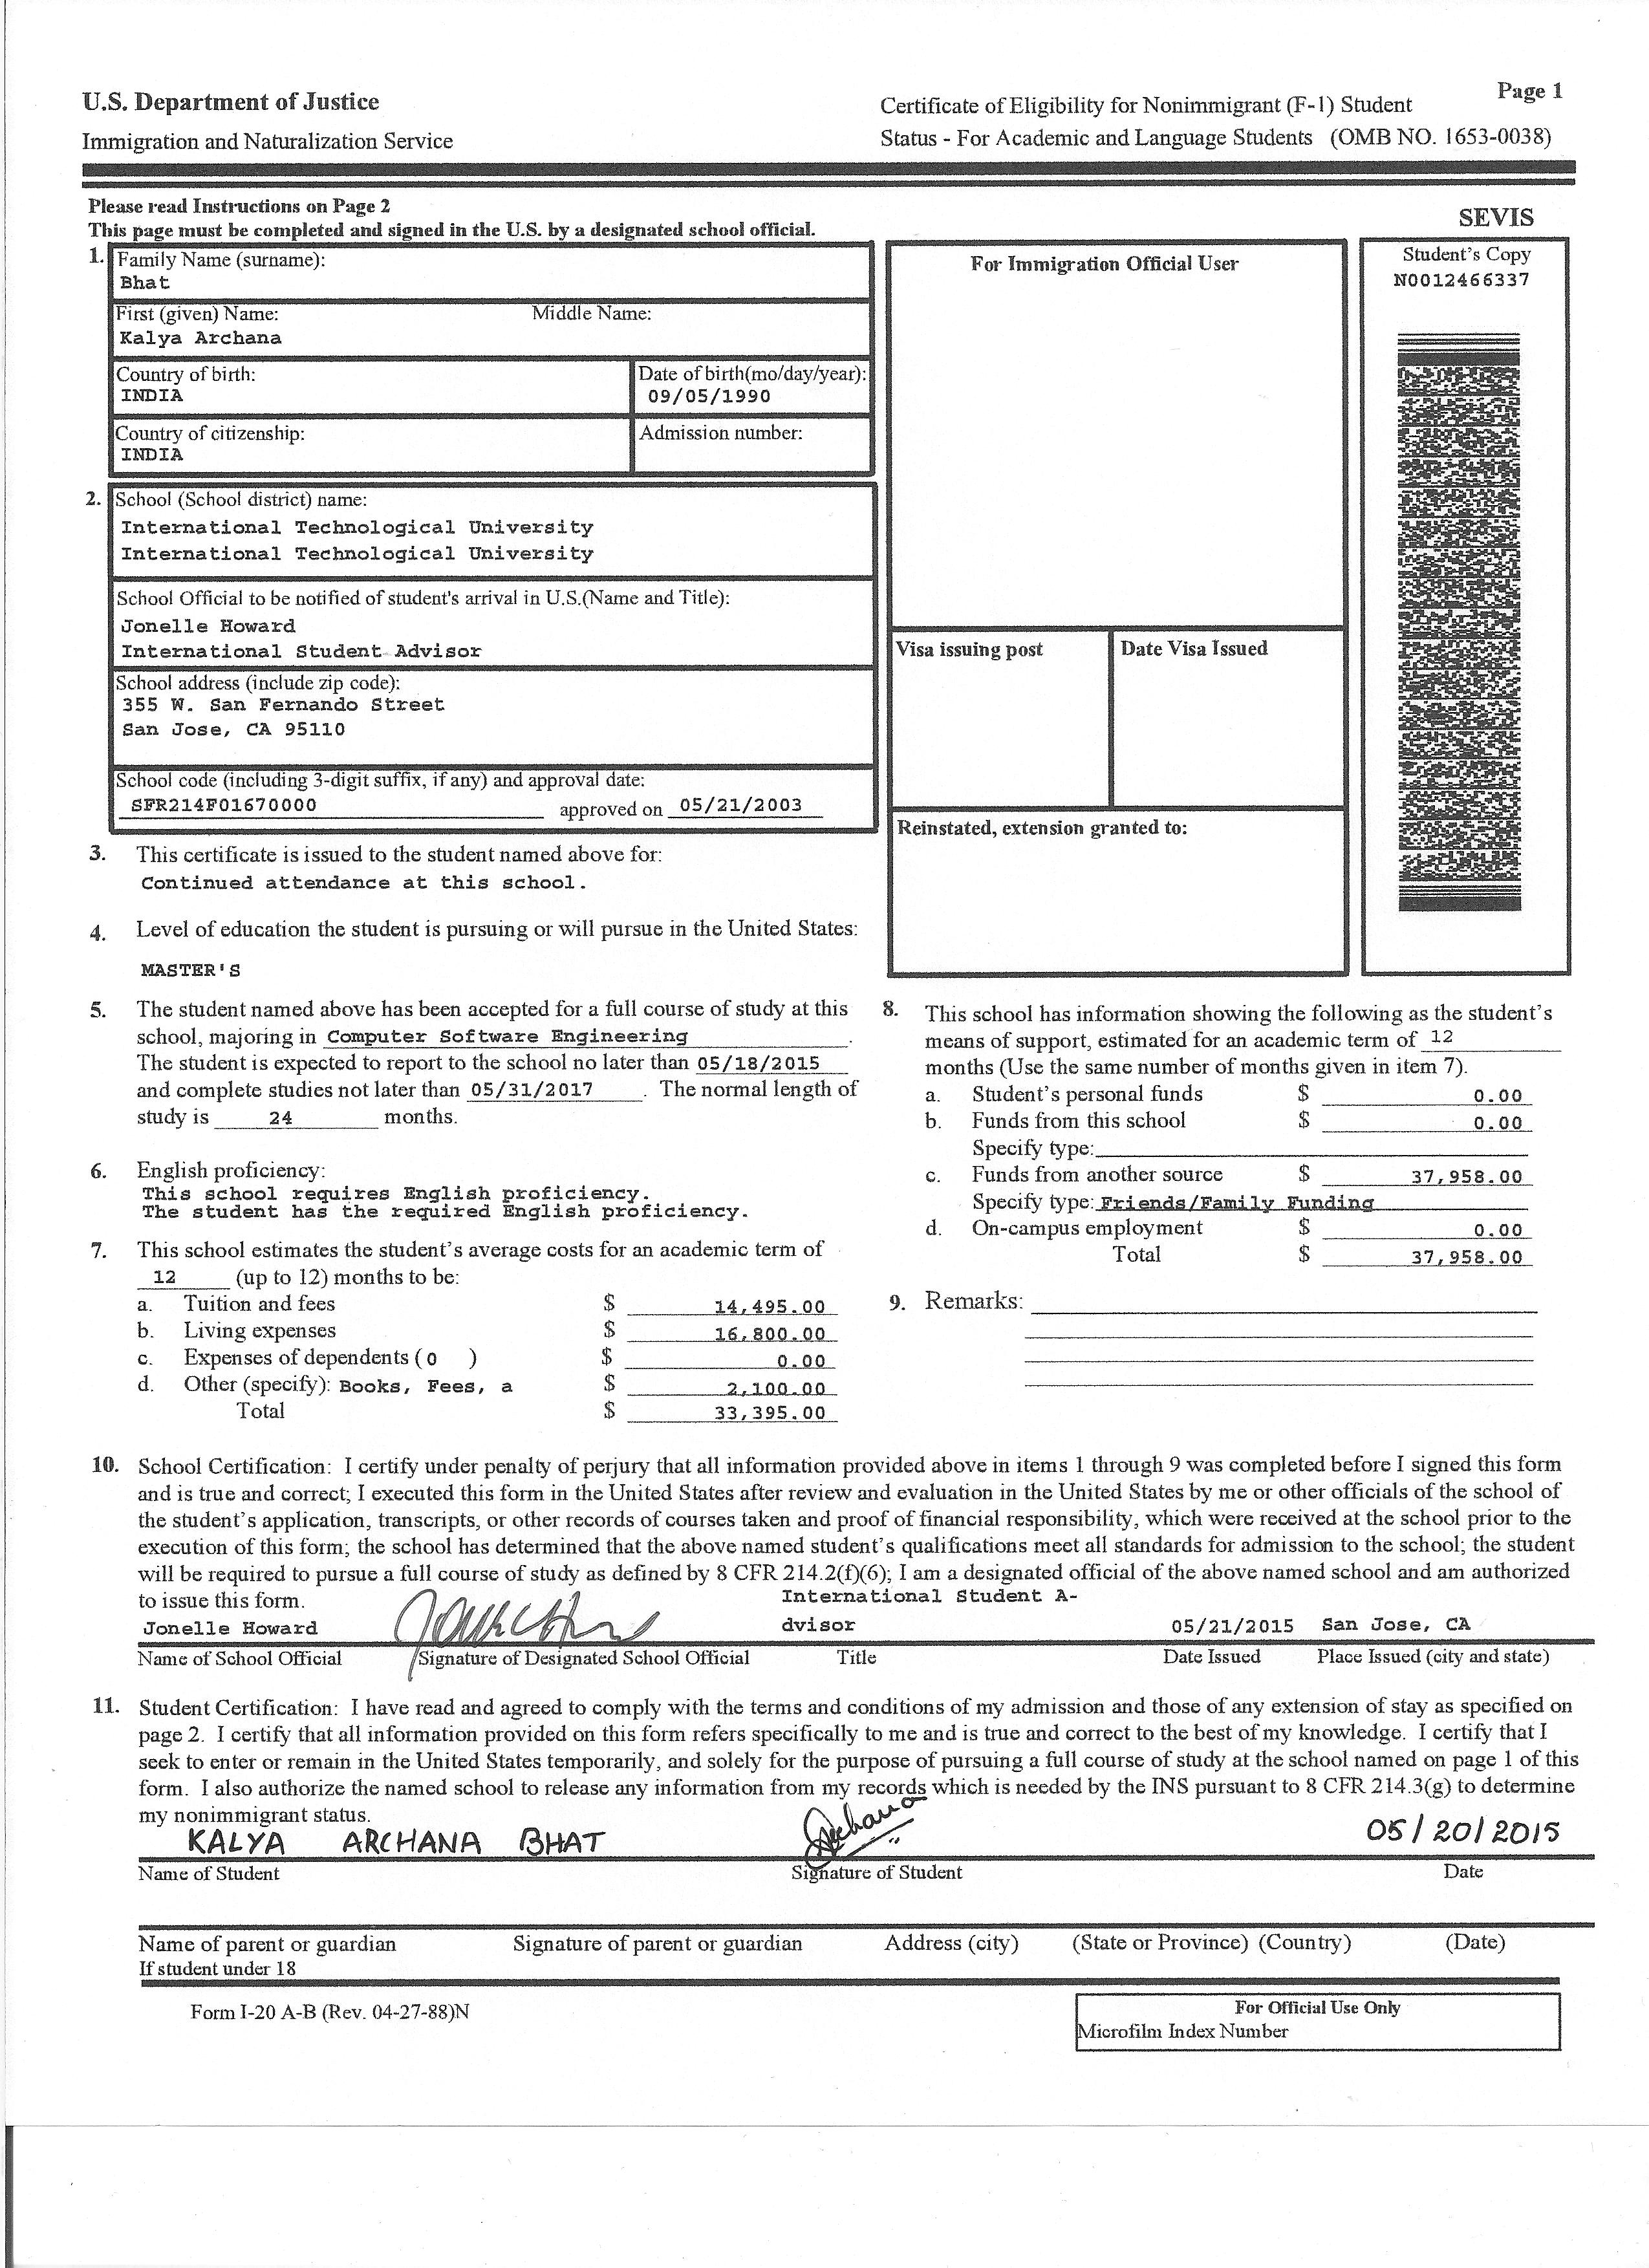 Page 1
U.S. Department of Justice
Immigration and Naturalization Service
Certificate of Eligibility for Nonimmigrant (F-1) Student
Status - For Academic and Language Students (OMB NO. 1653-0038)
Please read Instructions on Page 2
This page must be completed and signed in the U.S. by a designated school official.
SEVIS
1. Family Name (surname):
Bhat
First (given) Name: Middle Name:
Kalya Archana
Country of birth: Date of birth(mo/day/year):
INDIA 09/05/1990
Country of citizenship: Admission number:
INDIA
2. School (School district) name:
International Technological University
International Technological University
School Official to be notified of student's arrival in U.S.(Name and Title):
Jonelle Howard
International Student Advisor
School address (include zip code):
355 W. San Fernando Street
San Jose, CA 95110
School code (including 3-digit suffix, if any) and approval date:
SFR214F01670000 approved on 05/21/2003
For Immigration Official User
Visa issuing post Date Visa Issued
Reinstated, extension granted to:
Student's Copy
N0012466337
3. This certificate is issued to the student named above for:
Continued attendance at this school.
4. Level of education the student is pursuing or will pursue in the United States:
MASTER'S
5. The student named above has been accepted for a full course of study at this
school, majoring in Computer Software Engineering.
The student is expected to report to the school no later than 05/18/2015
and complete studies not later than 05/31/2017 . The normal length of
study is 24 months.
6. English proficiency:
This school requires English proficiency.
The student has the required English proficiency.
7. This school estimates the student's average costs for an academic term of
12 (up to 12) months to be:
a. Tuition and fees $ 14,495.00
b. Living expenses $ 16,800.00
c. Expenses of dependents (0 ) $ 0.00
d. Other (specify): Books, Fees, a $ 2,100.00
Total $ 33,395.00
8. This school has information showing the following as the student's
means of support, estimated for an academic term of 12
months (Use the same number of months given in item 7).
a. Student's personal funds $ 0.00
b. Funds from this school $ 0.00
Specify type:
c. Funds from another source $ 37,958.00
Specify type: Friends/Family Funding
d. On-campus employment $ 0.00
Total $ 37,958.00
9. Remarks:
10. School Certification: I certify under penalty of perjury that all information provided above in items 1 through 9 was completed before I signed this form
and is true and correct; I executed this form in the United States after review and evaluation in the United States by me or other officials of the school of
the student's application, transcripts, or other records of courses taken and proof of financial responsibility, which were received at the school prior to the
execution of this form; the school has determined that the above named student's qualifications meet all standards for admission to the school; the student
will be required to pursue a full course of study as defined by 8 CFR 214.2(f)(6); I am a designated official of the above named school and am authorized
to issue this form. International Student A-
Jonelle Howard dvisor 05/21/2015 San Jose, CA
Name of School Official Signature of Designated School Official Title Date Issued Place Issued (city and state)
11. Student Certification: I have read and agreed to comply with the terms and conditions of my admission and those of any extension of stay as specified on
page 2. I certify that all information provided on this form refers specifically to me and is true and correct to the best of my knowledge. I certify that I
seek to enter or remain in the United States temporarily, and solely for the purpose of pursuing a full course of study at the school named on page 1 of this
form. I also authorize the named school to release any information from my records which is needed by the INS pursuant to 8 CFR 214.3(g) to determine
my nonimmigrant status.
KALYA ARCHANA BHAT Archana 05/20/2015
Name of Student Signature of Student Date
Name of parent or guardian Signature of parent or guardian Address (city) (State or Province) (Country) (Date)
If student under 18
Form I-20 A-B (Rev. 04-27-88)N
For Official Use Only
Microfilm Index Number